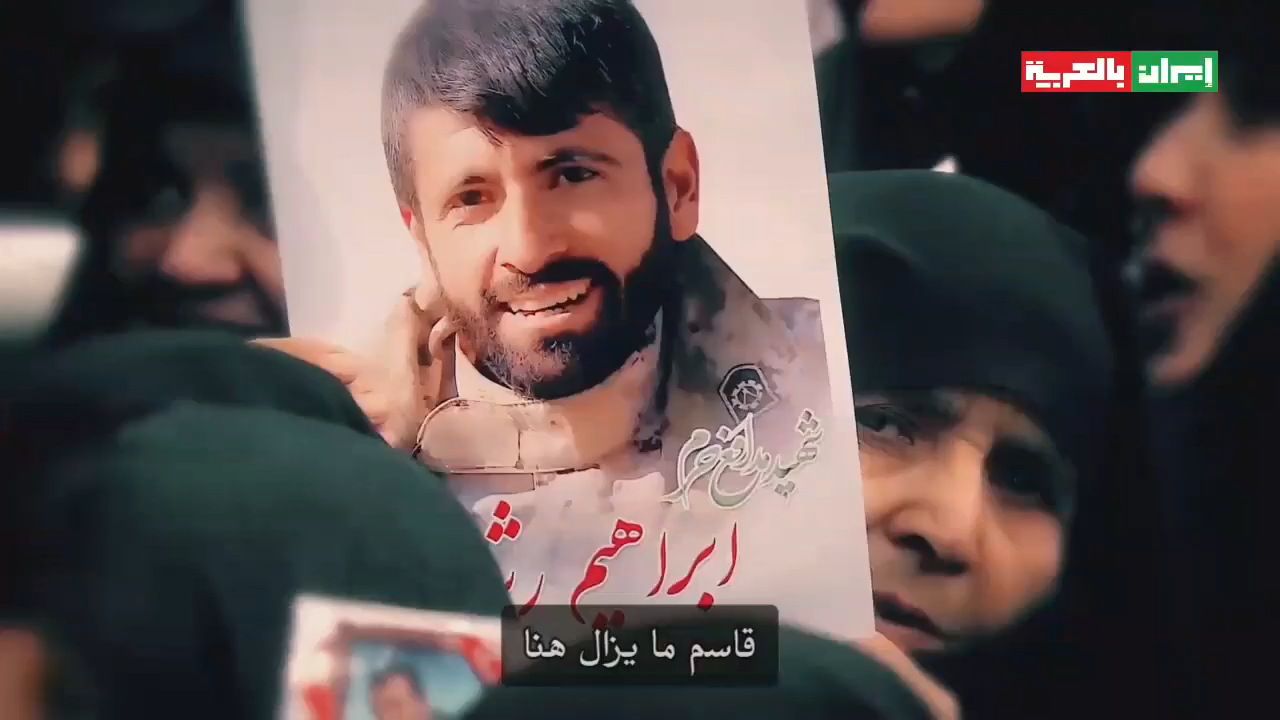 إيران بالعربية
شهید مدافع حرم
ابراهیم
قاسم ما يزال هنا